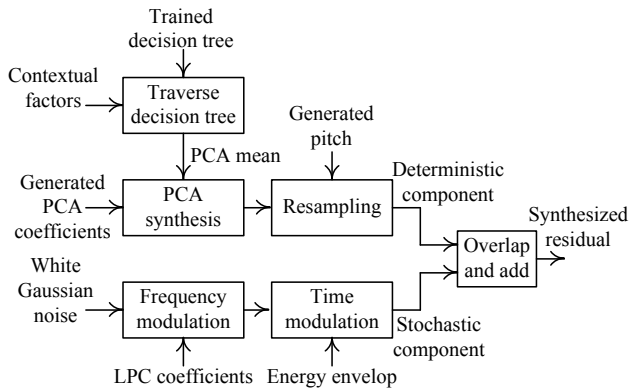 Trained
decision tree
Contextual
factors
Traverse
decision tree
PCA mean
Generated
pitch
Generated
PCA
coefficients
PCA
synthesis
Resampling
Deterministic
component
Overlap
and add
Synthesized
residual
White
Gaussian
noise
Frequency
modulation
Time
modulation
Stochastic
component
LPC coefficients
Energy envelop